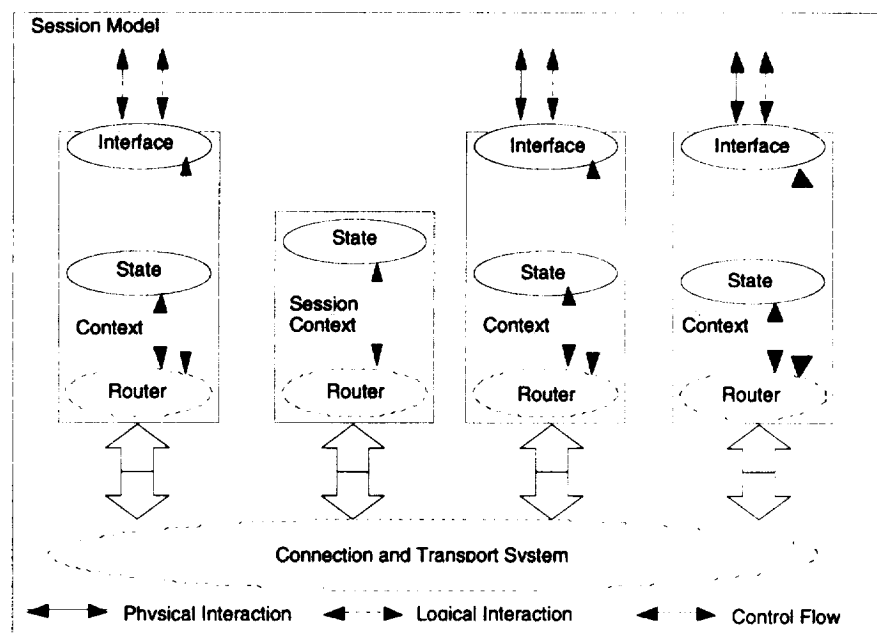 Session Model
Interface
Interface
Interface
State
State
State
State
Context
Session
Context
Context
Context
Router
Router
Router
Router
Connection and Transport System
Physical Interaction
Logical Interaction
Control Flow